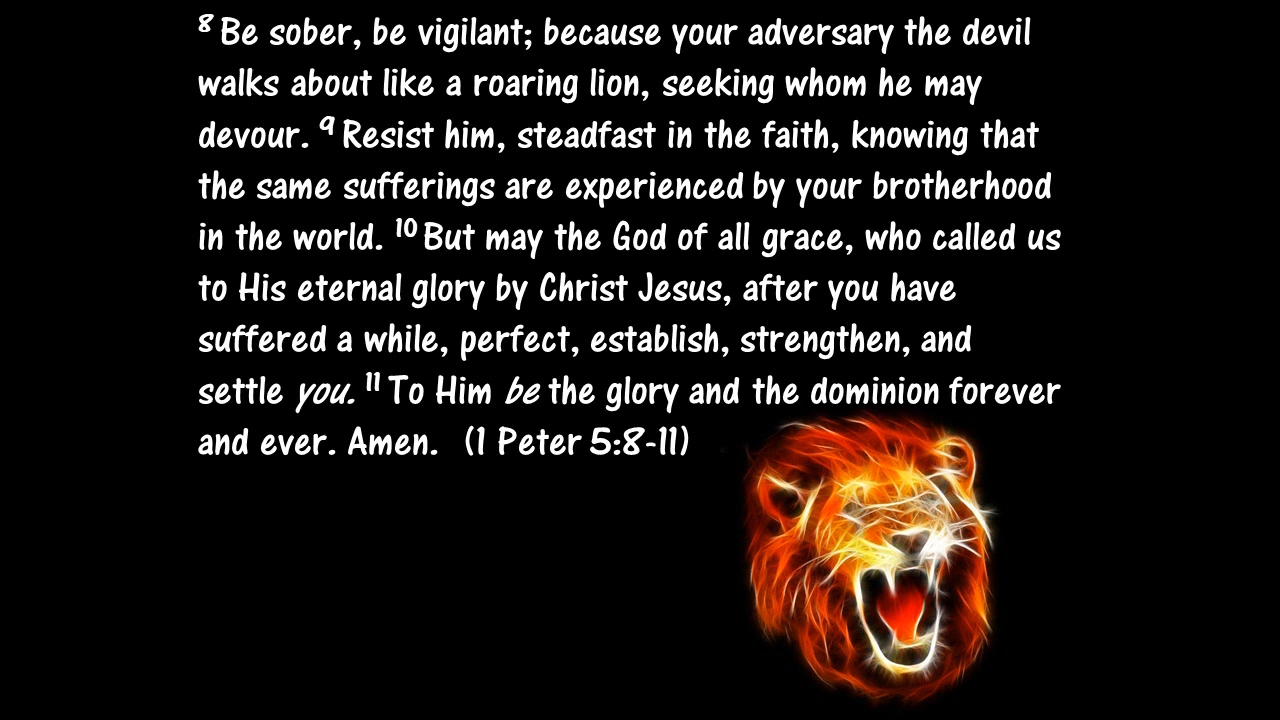 ⁸ Be sober, be vigilant; because your adversary the devil
walks about like a roaring lion, seeking whom he may
devour. ⁹ Resist him, steadfast in the faith, knowing that
the same sufferings are experienced by your brotherhood
in the world. ¹⁰ But may the God of all grace, who called us
to His eternal glory by Christ Jesus, after you have
suffered a while, perfect, establish, strengthen, and
settle you. ¹¹ To Him be the glory and the dominion forever
and ever. Amen. (1 Peter 5:8-11)